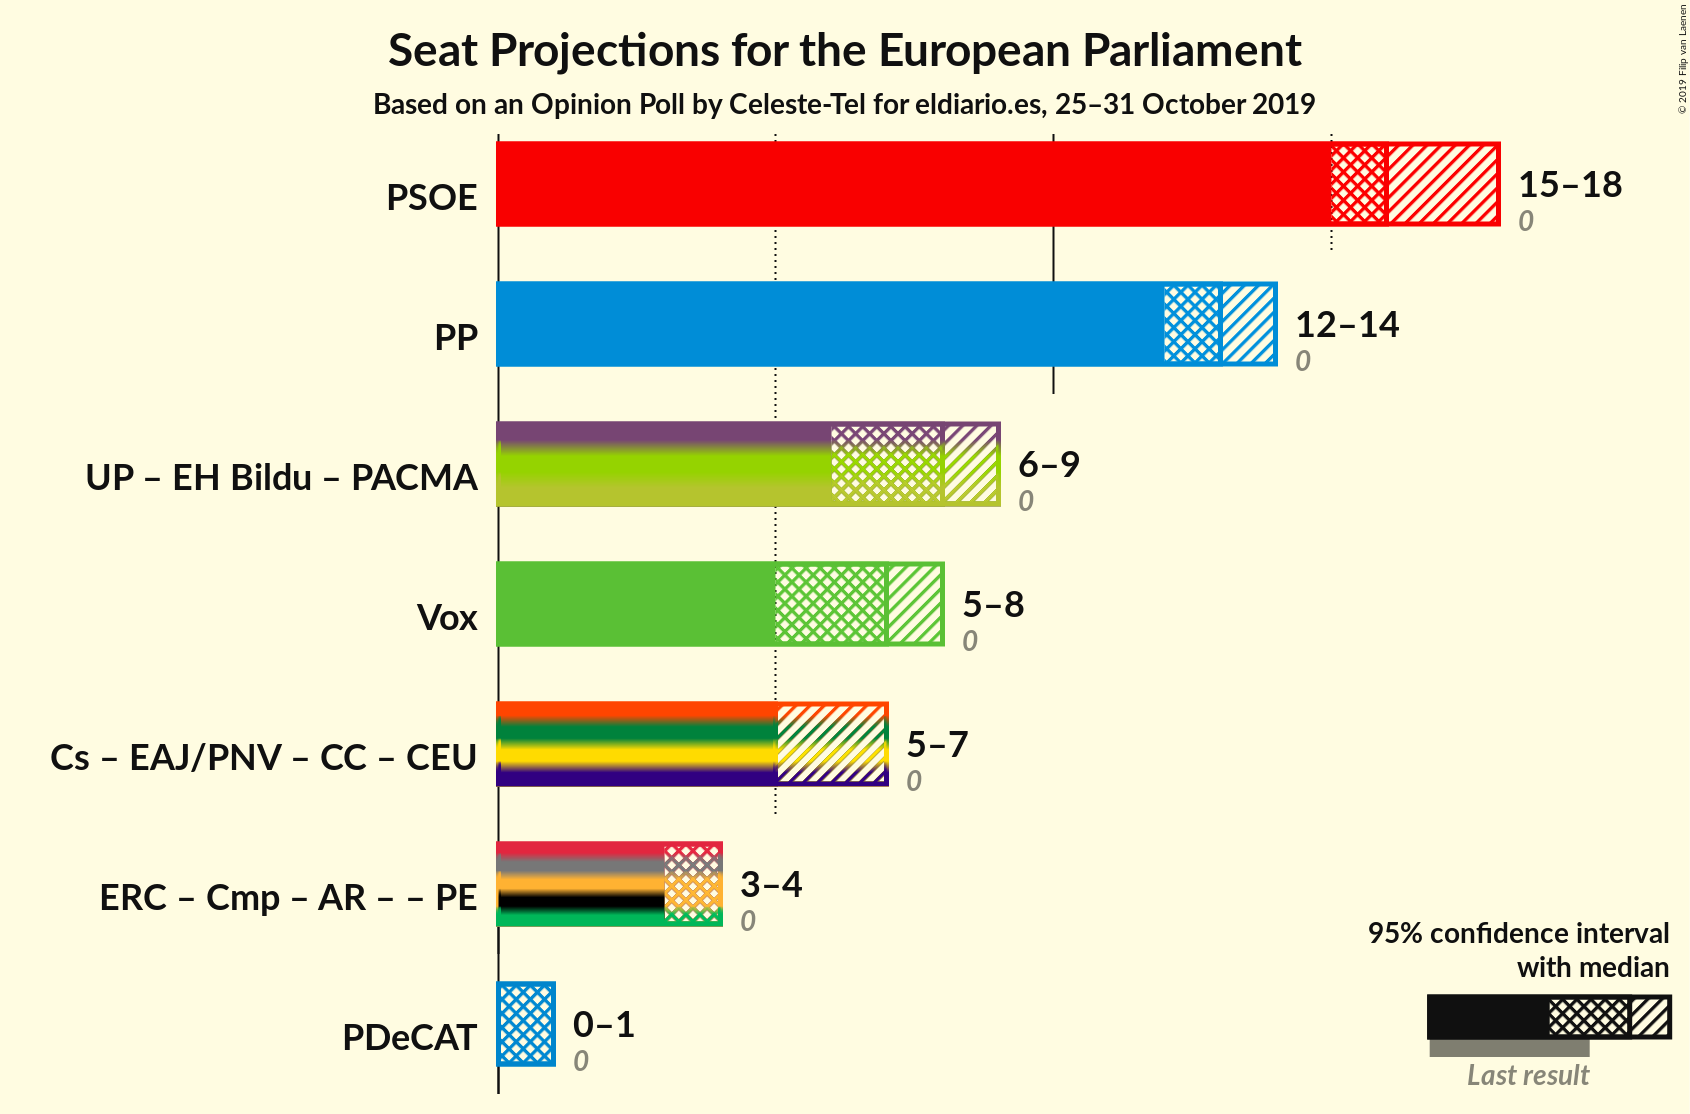 Seat Projections for the European Parliament
Based on an Opinion Poll by Celeste-Tel for eldiario.es, 25–31 October 2019
© 2019 Filip van Laenen
PSOE
15–18
0
PP
12–14
0
UP – EH Bildu – PACMA
6–9
0
Vox
5–8
0
Cs – EAJ/PNV – CC – CEU
5–7
0
ERC – Cmp – AR – – PE
3–4
0
PDeCAT
0–1
0
95% confidence interval
with median
Last result